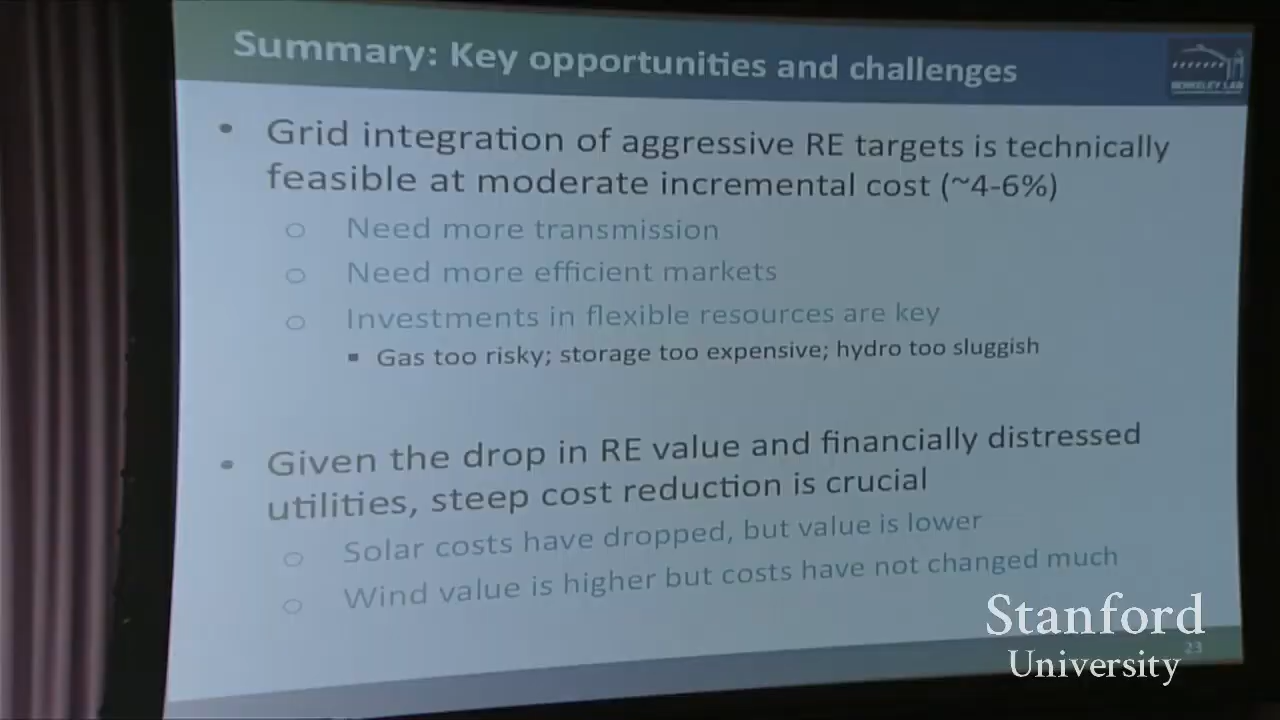 Summary: Key opportunities and challenges
BERKELEY LAB
• Grid integration of aggressive RE targets is technically
feasible at moderate incremental cost (~4-6%)
○ Need more transmission
○ Need more efficient markets
○ Investments in flexible resources are key
▪ Gas too risky; storage too expensive; hydro too sluggish
• Given the drop in RE value and financially distressed
utilities, steep cost reduction is crucial
○ Solar costs have dropped, but value is lower
○ Wind value is higher but costs have not changed much
23
Stanford
University